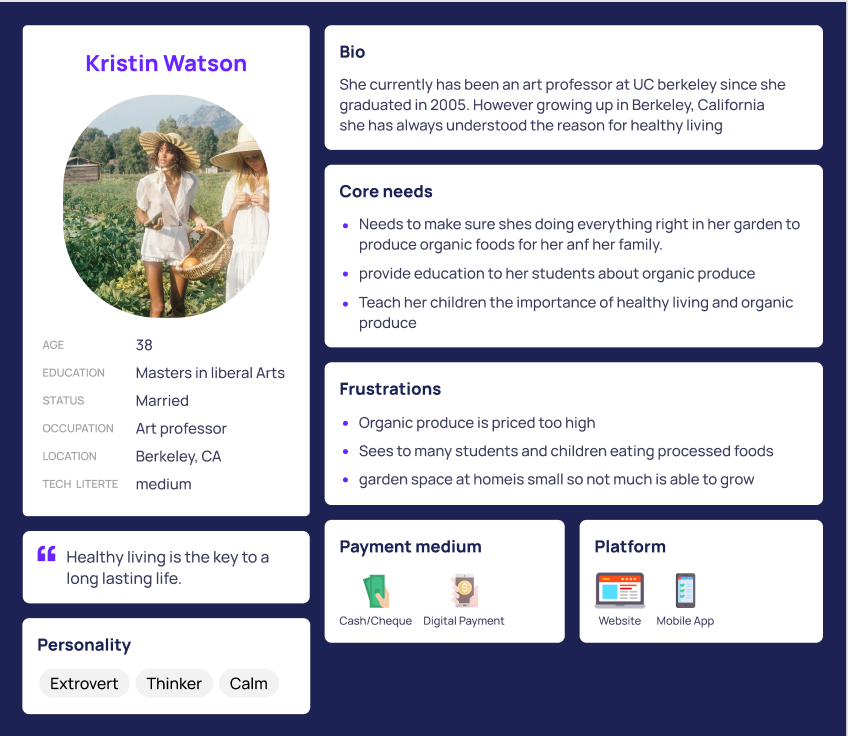 Kristin Watson
AGE 38
EDUCATION Masters in liberal Arts
STATUS Married
OCCUPATION Art professor
LOCATION Berkeley, CA
TECH LITERTE medium
“ Healthy living is the key to a
long lasting life.
Personality
Extrovert Thinker Calm
Bio
She currently has been an art professor at UC berkeley since she
graduated in 2005. However growing up in Berkeley, California
she has always understood the reason for healthy living
Core needs
• Needs to make sure shes doing everything right in her garden to
produce organic foods for her anf her family.
• provide education to her students about organic produce
• Teach her children the importance of healthy living and organic
produce
Frustrations
• Organic produce is priced too high
• Sees to many students and children eating processed foods
• garden space at homeis small so not much is able to grow
Payment medium
Cash/Cheque Digital Payment
Platform
Website Mobile App